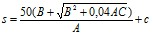 s = 50(B + √(B² + 0,04AC)) / A + c